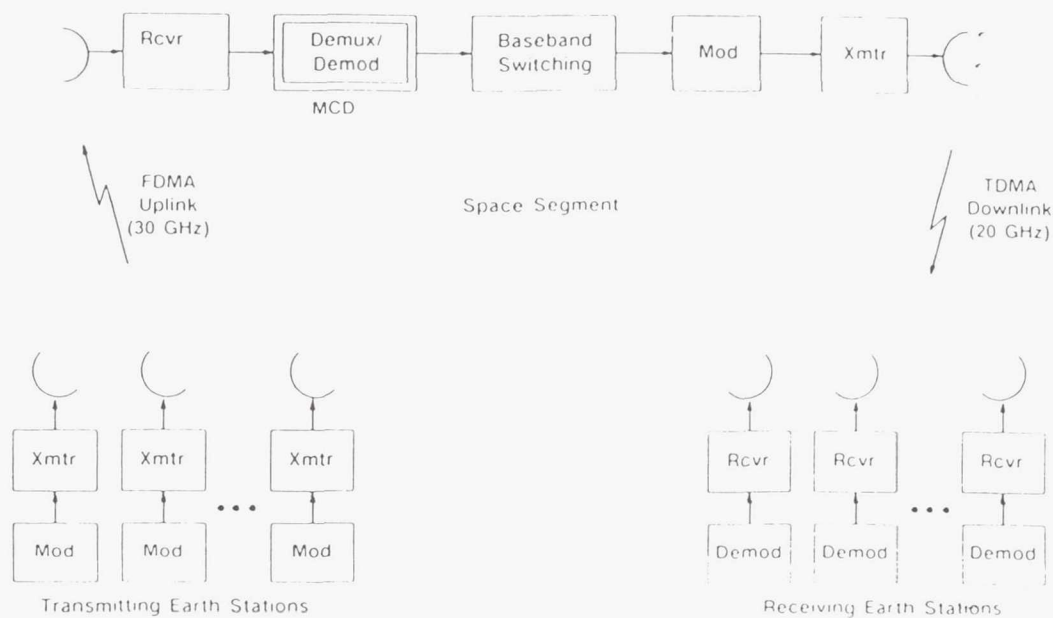 Rcvr
Demux/
Demod
Baseband
Switching
Mod
Xmtr
MCD
FDMA
Uplink
(30 GHz)
Space Segment
TDMA
Downlink
(20 GHz)
Xmtr
Xmtr
Xmtr
Rcvr
Rcvr
Rcvr
Mod
Mod
Mod
Demod
Demod
Demod
Transmitting Earth Stations
Receiving Earth Stations